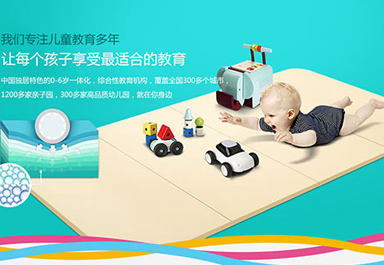 我们专注儿童教育多年
让每个孩子享受最适合的教育
中国独居特色的0-6岁一体化，综合性教育机构，覆盖全国300多个城市，
1200多家亲子园，300多家高品质幼儿园，就在你身边